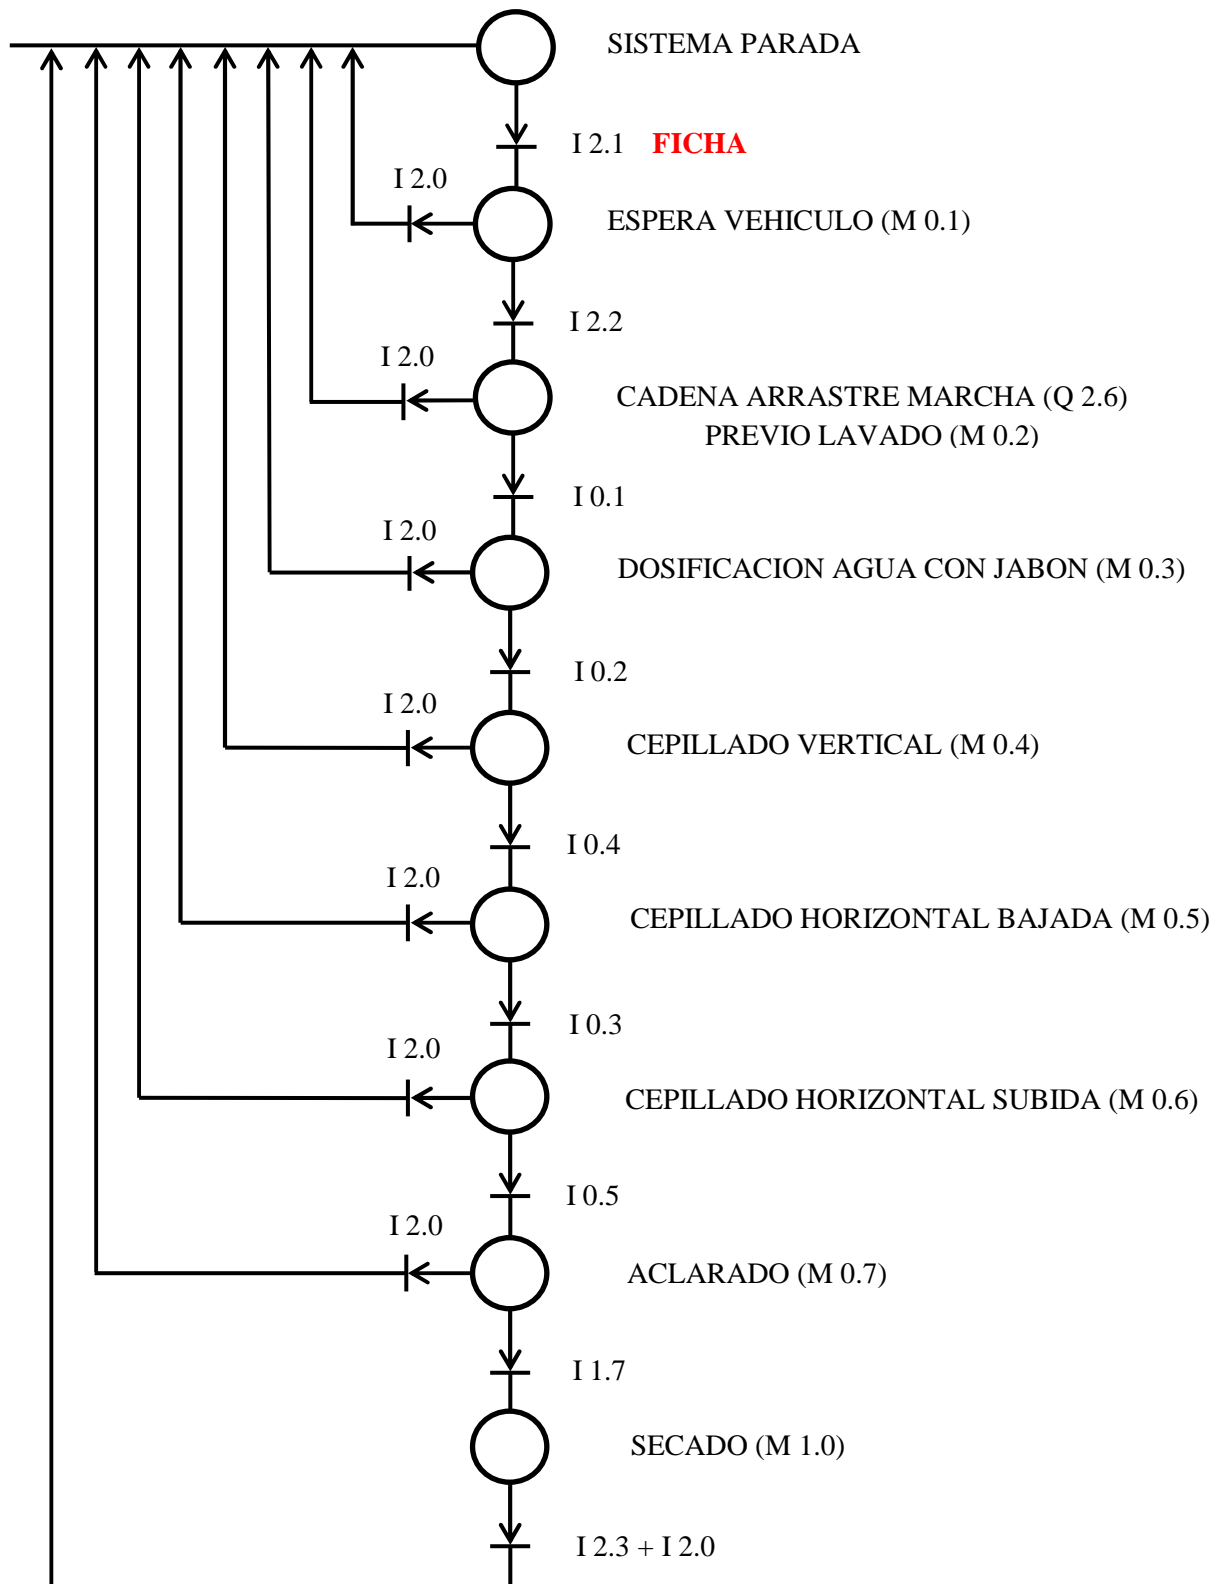 SISTEMA PARADA
I 2.1 FICHA
I 2.0
ESPERA VEHICULO (M 0.1)
I 2.2
I 2.0
CADENA ARRASTRE MARCHA (Q 2.6)
PREVIO LAVADO (M 0.2)
I 0.1
I 2.0
DOSIFICACION AGUA CON JABON (M 0.3)
I 0.2
I 2.0
CEPILLADO VERTICAL (M 0.4)
I 0.4
I 2.0
CEPILLADO HORIZONTAL BAJADA (M 0.5)
I 0.3
I 2.0
CEPILLADO HORIZONTAL SUBIDA (M 0.6)
I 0.5
I 2.0
ACLARADO (M 0.7)
I 1.7
SECADO (M 1.0)
I 2.3 + I 2.0